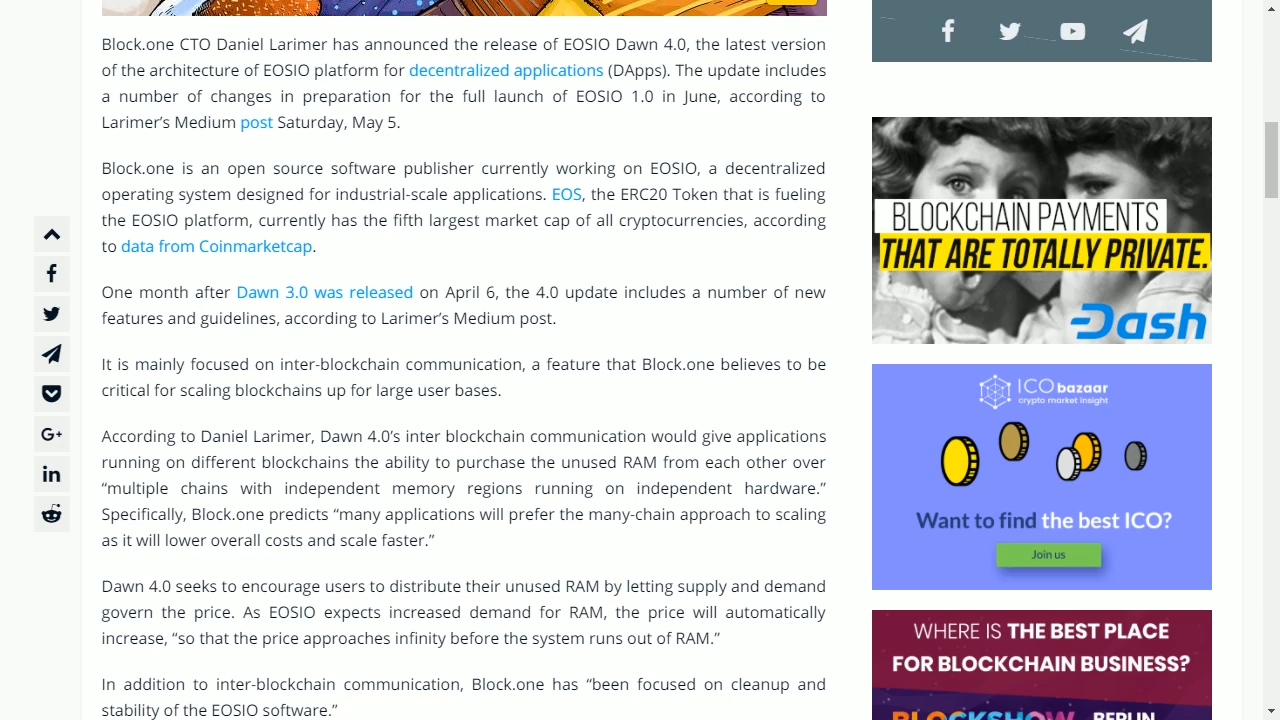 Block.one CTO Daniel Larimer has announced the release of EOSIO Dawn 4.0, the latest version
of the architecture of EOSIO platform for decentralized applications (DApps). The update includes
a number of changes in preparation for the full launch of EOSIO 1.0 in June, according to
Larimer’s Medium post Saturday, May 5.
Block.one is an open source software publisher currently working on EOSIO, a decentralized
operating system designed for industrial-scale applications. EOS, the ERC20 Token that is fueling
the EOSIO platform, currently has the fifth largest market cap of all cryptocurrencies, according
to data from Coinmarketcap.
One month after Dawn 3.0 was released on April 6, the 4.0 update includes a number of new
features and guidelines, according to Larimer’s Medium post.
It is mainly focused on inter-blockchain communication, a feature that Block.one believes to be
critical for scaling blockchains up for large user bases.
According to Daniel Larimer, Dawn 4.0’s inter blockchain communication would give applications
running on different blockchains the ability to purchase the unused RAM from each other over
“multiple chains with independent memory regions running on independent hardware.”
Specifically, Block.one predicts “many applications will prefer the many-chain approach to scaling
as it will lower overall costs and scale faster.”
Dawn 4.0 seeks to encourage users to distribute their unused RAM by letting supply and demand
govern the price. As EOSIO expects increased demand for RAM, the price will automatically
increase, “so that the price approaches infinity before the system runs out of RAM.”
In addition to inter-blockchain communication, Block.one has “been focused on cleanup and
stability of the EOSIO software.”
G+
in
BLOCKCHAIN PAYMENTS
THAT ARE TOTALLY PRIVATE.
Dash
ICO bazaar
crypto market insight
Want to find the best ICO?
Join us
WHERE IS THE BEST PLACE
FOR BLOCKCHAIN BUSINESS?
BLOCKSHOW BERLIN